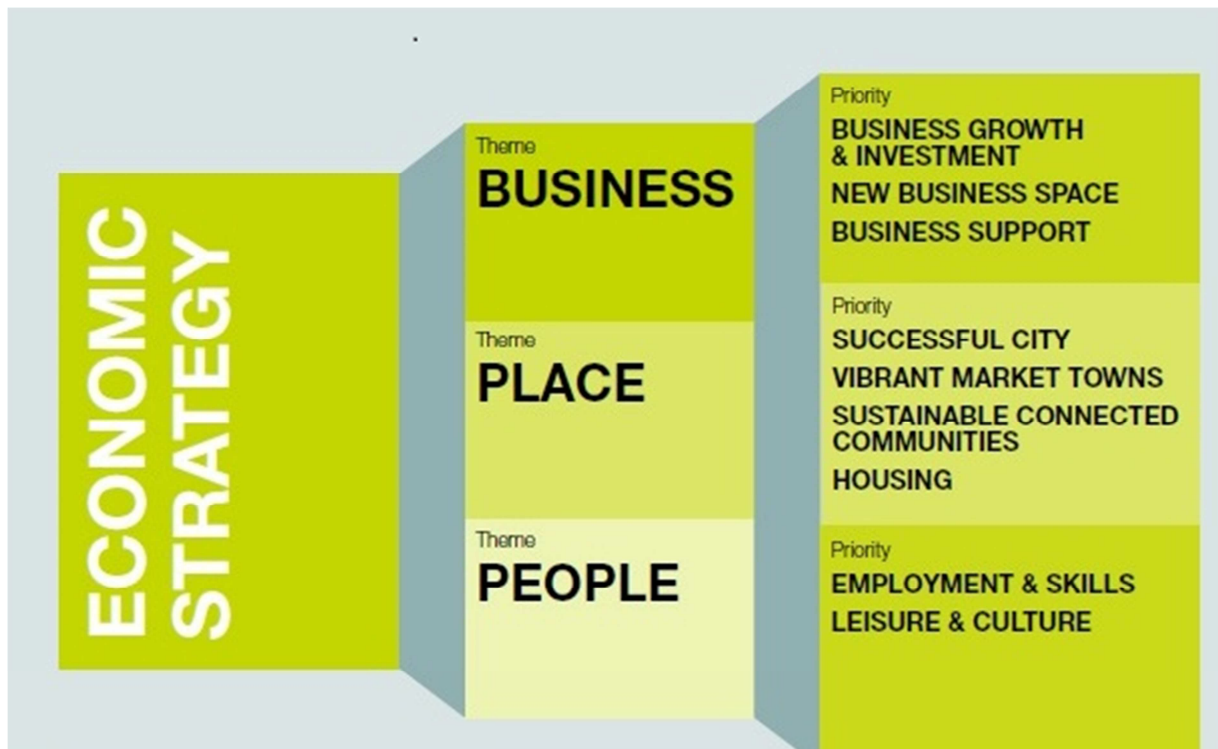 ECONOMIC
STRATEGY
Theme
BUSINESS
Theme
PLACE
Theme
PEOPLE
Priority
BUSINESS GROWTH
& INVESTMENT
NEW BUSINESS SPACE
BUSINESS SUPPORT
Priority
SUCCESSFUL CITY
VIBRANT MARKET TOWNS
SUSTAINABLE CONNECTED
COMMUNITIES
HOUSING
Priority
EMPLOYMENT & SKILLS
LEISURE & CULTURE